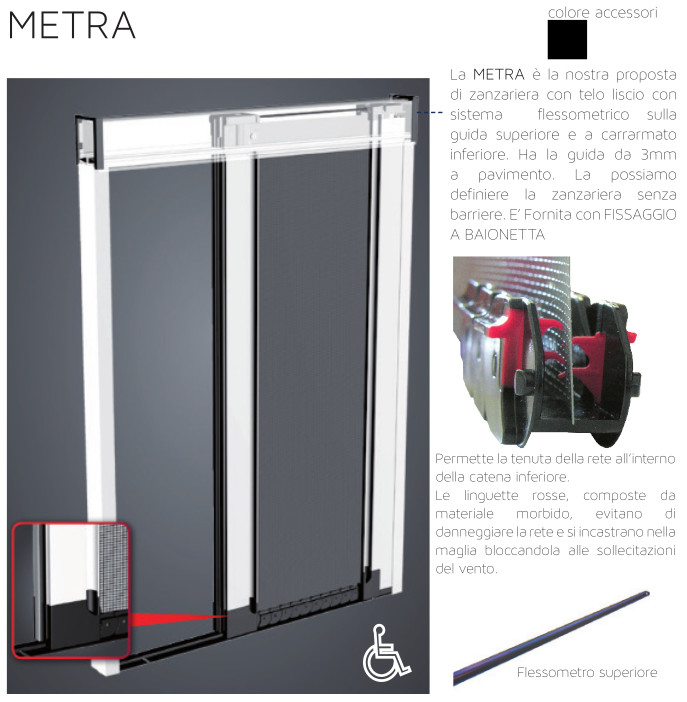 METRA
colore accessori
La METRA è la nostra proposta
di zanzariera con telo liscio con
sistema flessometrico sulla
guida superiore e a carrarmato
inferiore. Ha la guida da 3mm
a pavimento. La possiamo
definiere la zanzariera senza
barriere. E' Fornita con FISSAGGIO
A BAIONETTA
Permette la tenuta della rete all'interno
della catena inferiore.
Le linguette rosse, composte da
materiale morbido, evitano di
danneggiare la rete e si incastrano nella
maglia bloccandola alle sollecitazioni
del vento.
Flessometro superiore